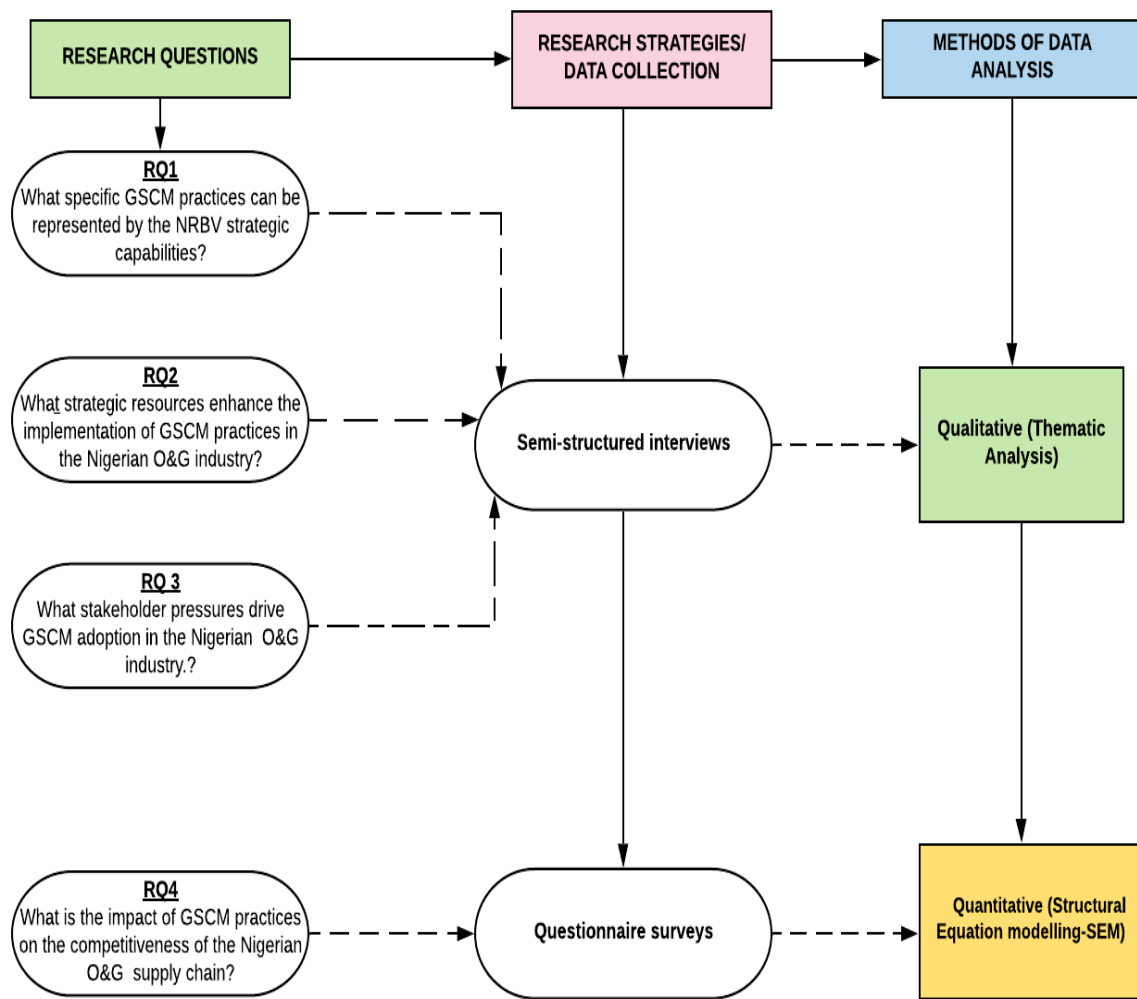 RESEARCH QUESTIONS
RESEARCH STRATEGIES/
DATA COLLECTION
METHODS OF DATA
ANALYSIS
RQ1
What specific GSCM practices can be
represented by the NRBV strategic
capabilities?
RQ2
What strategic resources enhance the
implementation of GSCM practices in
the Nigerian O&G industry?
Semi-structured interviews
Qualitative (Thematic
Analysis)
RQ 3
What stakeholder pressures drive
GSCM adoption in the Nigerian O&G
industry.?
RQ4
What is the impact of GSCM practices
on the competitiveness of the Nigerian
O&G supply chain?
Questionnaire surveys
Quantitative (Structural
Equation modelling-SEM)